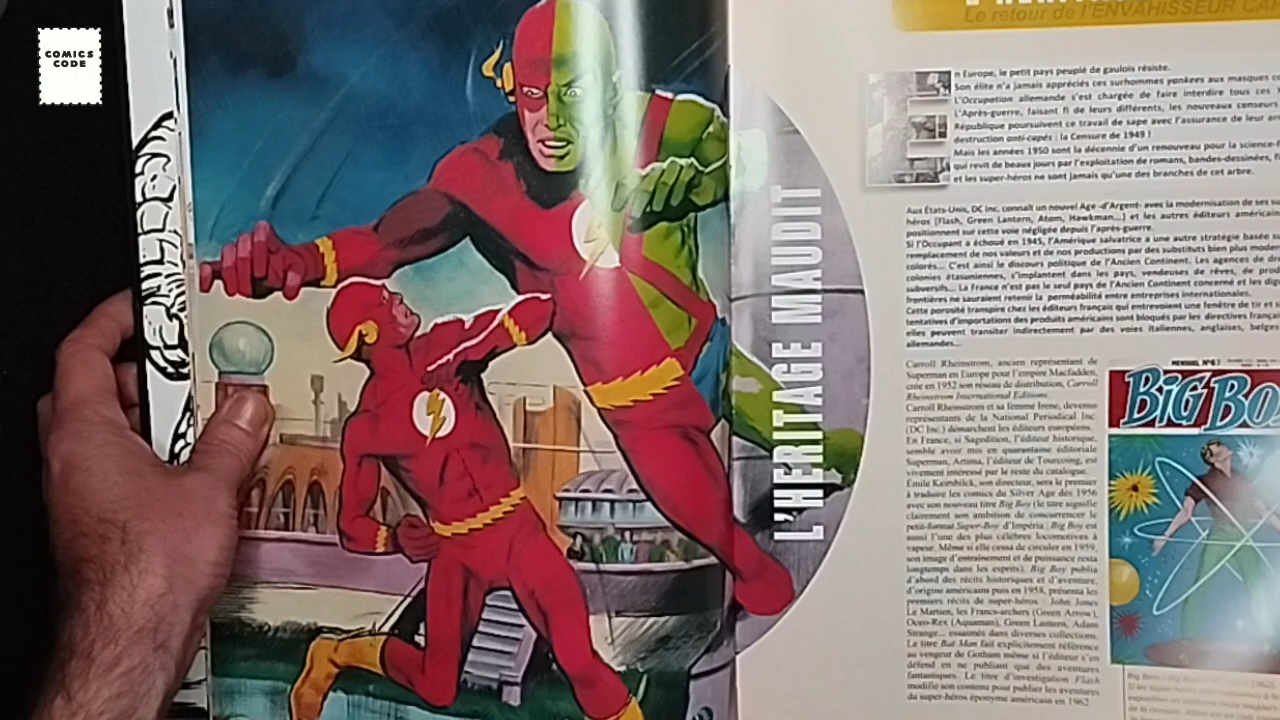 COMICS
CODE
Le retour de l'ENVAHISSEUR
L'HERITAGE MAUDIT
n Europe, le petit pays peuplé de gaulois résiste.
Son élite n'a jamais appréciés ces surhommes yankees aux masques
L'Occupation allemande s'est chargée de faire interdire tous ces
L'Après-guerre, faisant fi de leurs différents, les nouveaux censeurs
République poursuivent ce travail de sape avec l'assurance de leur
destruction anti-capes : la Censure de 1949 !
Mais les années 1950 sont la décennie d'un renouveau pour la science-
qui revit de beaux jours par l'exploitation de romans, bandes-dessinées,
et les super-héros ne sont jamais qu'une des branches de cet arbre.
Aux États-Unis, DC Inc. connaît un nouvel Age -d'Argent- avec la modernisation de ses
héros (Flash, Green Lantern, Atom, Hawkman...) et les autres éditeurs
positionnent sur cette voie négligée depuis l'après-guerre.
Si l'Occupant a échoué en 1945, l'Amérique salvatrice a une autre stratégie basée
remplacement de nos valeurs et de nos productions par des substituts bien plus
colorés... C'est ainsi le discours politique de l'Ancien Continent. Les agences de
étasuniennes, s'implantent dans les pays, vendeuses de rêves, de
subversifs... La France n'est pas le seul pays de l'Ancien Continent concerné et les
frontières ne sauraient retenir la perméabilité entre entreprises internationales.
Cette porosité transpire chez les éditeurs français qui entrevoient une fenêtre de tir et
tentatives d'importations des produits américains sont bloqués par les directives
elles peuvent transiter indirectement par des voies italiennes, anglaises,
allemandes...
Carroll Rheinstrom, ancien représentant de
Superman en Europe pour l'empire Macfadden,
crée en 1952 son réseau de distribution, Carroll
Rheinstrom International Editions.
Carroll Rheinstrom et sa femme Irene, devenus
représentants de la National Periodical Inc.
(DC Inc.) démarchent les éditeurs européens.
En France, si Sagedition, l'éditeur historique,
semble avoir mis en quarantaine éditoriale
Superman, Artima, l'éditeur de Tourcoing, est
vivement intéressé par le reste du catalogue.
Émile Keirsbilck, son directeur, sera le premier
à traduire les comics du Silver Age dès 1956
avec son nouveau titre Big Boy (le titre signifie
clairement son ambition de concurrencer le
petit-format Super-Boy d'Impéria ; Big Boy est
aussi l'une des plus célèbres locomotives à
vapeur. Même si elle cessa de circuler en 1959,
son image d'entraînement et de puissance resta
longtemps dans les esprits). Big Boy publia
d'abord des récits historiques et d'aventure,
d'origine américains puis en 1958, présenta les
premiers récits de super-héros : John Jones
Le Martien, les Francs-archers (Green Arrow),
Oceo-Rex (Aquaman), Green Lantern, Adam
Strange... essaimés dans diverses collections.
Le titre Bat Man fait explicitement référence
au vengeur de Gotham même si l'éditeur s'en
défend en ne publiant que des aventures
fantastiques. Le titre d'investigation Flash
modifie son contenu pour publier les aventures
du super-héros éponyme américain en 1962
MENSUEL
BIG BO